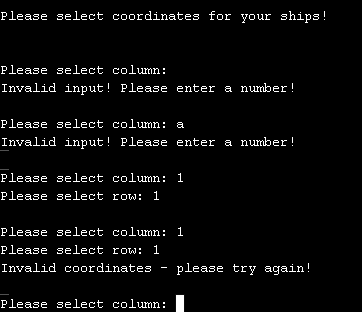 Please select coordinates for your ships!
Please select column:
Invalid input! Please enter a number!
Please select column: a
Invalid input! Please enter a number!
Please select column: 1
Please select row: 1
Please select column: 1
Please select row: 1
Invalid coordinates - please try again!
Please select column: